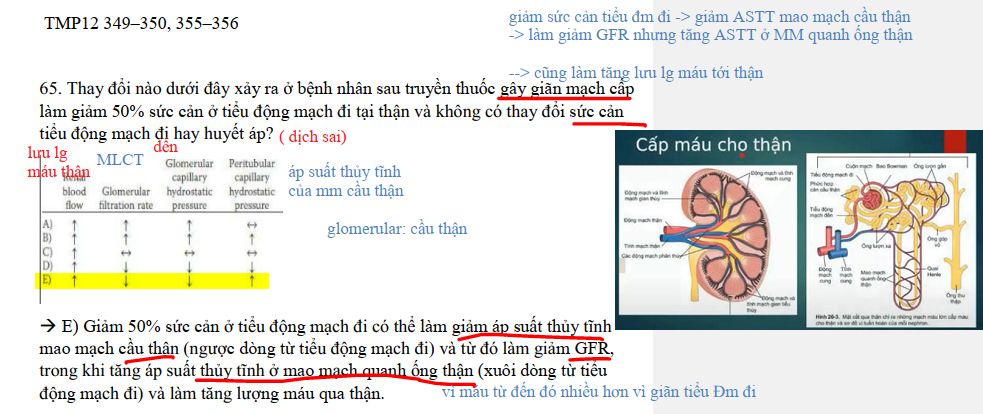 TMP12 349–350, 355–356
giảm sức cản tiểu đm đi -> giảm ASTT mao mạch cầu thận
-> làm giảm GFR nhưng tăng ASTT ở MM quanh ống thận
--> cũng làm tăng lưu lg máu tới thận
65. Thay đổi nào dưới đây xảy ra ở bệnh nhân sau truyền thuốc gây giãn mạch cấp
làm giảm 50% sức cản ở tiểu động mạch đi tại thận và không có thay đổi sức cản
tiểu động mạch đi hay huyết áp? ( dịch sai)
đến
lưu lg
máu thận
MLCT
áp suất thủy tĩnh
của mm cầu thận
glomerular: cầu thận
Glomerular Peritubular
capillary capillary
blood Glomerular hydrostatic hydrostatic
flow filtration rate pressure pressure
A) ↑ ↑ ↑ ↔
B) ↑ ↑ ↑ ↑
C) ↑ ↔ ↔ ↑
D) ↑ ↓ ↓ ↓
E) ↑ ↓ ↓ ↑
Cấp máu cho thận
Động mạch và tĩnh
mạch gian thùy
Động mạch thận
Tĩnh mạch thận
Các động mạch phân thùy
Động mạch và tĩnh
mạch cung
Động mạch và
tĩnh mạch gian tiểu
thùy
Cuộn mạch Bao Bowman Ống lượn gần
Tiểu động mạch đi
Phức hợp
cận cầu thận
Tiểu động
mạch đến
Ống lượn xa
Ống góp
vỏ
Động
mạch
cung
Tĩnh
mạch
cung
Mao mạch
quanh ống
thận
Quai
Henle
Ống thu
thập
Hình 26-3. Mặt cắt qua thận chỉ ra những mạch máu lớn cấp máu
cho thận và sơ đồ vi tuần hoàn của mỗi nephron.
→ E) Giảm 50% sức cản ở tiểu động mạch đi có thể làm giảm áp suất thủy tĩnh
mao mạch cầu thận (ngược dòng từ tiểu động mạch đi) và từ đó làm giảm GFR,
trong khi tăng áp suất thủy tĩnh ở mao mạch quanh ống thận (xuôi dòng từ tiểu
động mạch đi) và làm tăng lượng máu qua thận.
vì máu từ đến đó nhiều hơn vì giãn tiểu Đm đi